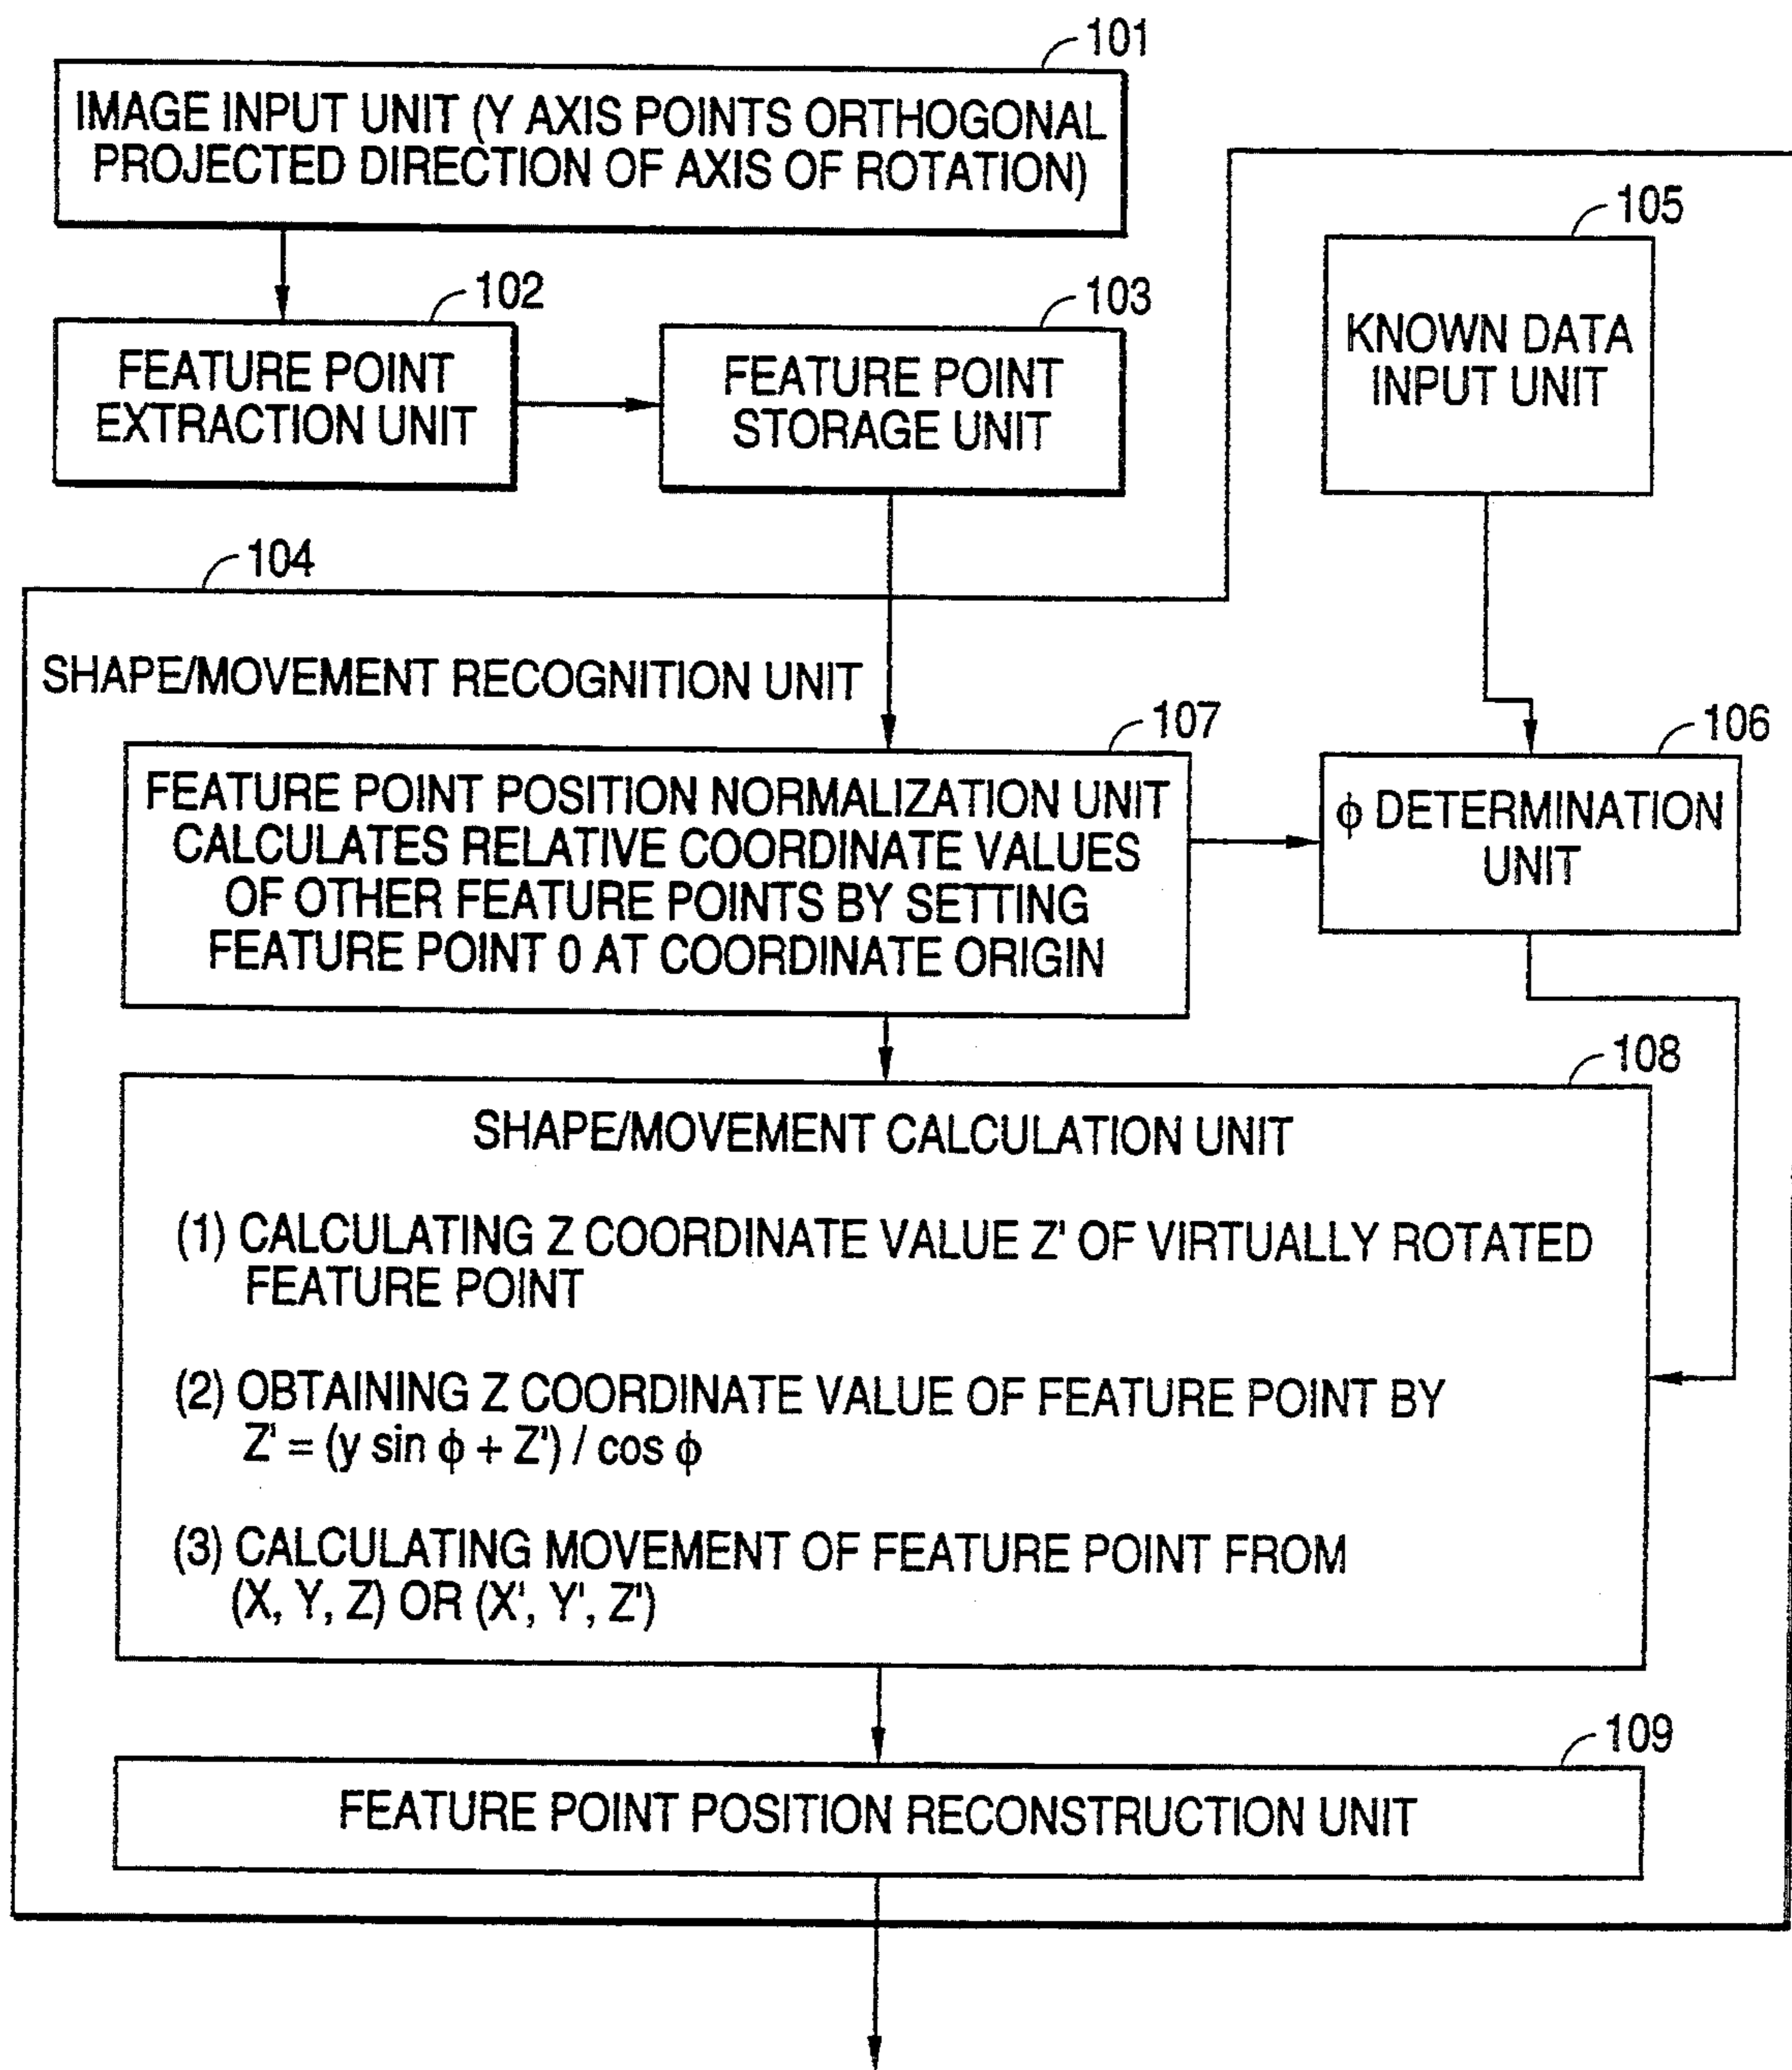 101
IMAGE INPUT UNIT (Y AXIS POINTS ORTHOGONAL
PROJECTED DIRECTION OF AXIS OF ROTATION)
102
FEATURE POINT
EXTRACTION UNIT
103
FEATURE POINT
STORAGE UNIT
105
KNOWN DATA
INPUT UNIT
104
SHAPE/MOVEMENT RECOGNITION UNIT
107
FEATURE POINT POSITION NORMALIZATION UNIT
CALCULATES RELATIVE COORDINATE VALUES
OF OTHER FEATURE POINTS BY SETTING
FEATURE POINT 0 AT COORDINATE ORIGIN
106
ϕ DETERMINATION
UNIT
108
SHAPE/MOVEMENT CALCULATION UNIT
(1) CALCULATING Z COORDINATE VALUE Z' OF VIRTUALLY ROTATED
FEATURE POINT
(2) OBTAINING Z COORDINATE VALUE OF FEATURE POINT BY
Z' = (y sin ϕ + Z') / cos ϕ
(3) CALCULATING MOVEMENT OF FEATURE POINT FROM
(X, Y, Z) OR (X', Y', Z')
109
FEATURE POINT POSITION RECONSTRUCTION UNIT